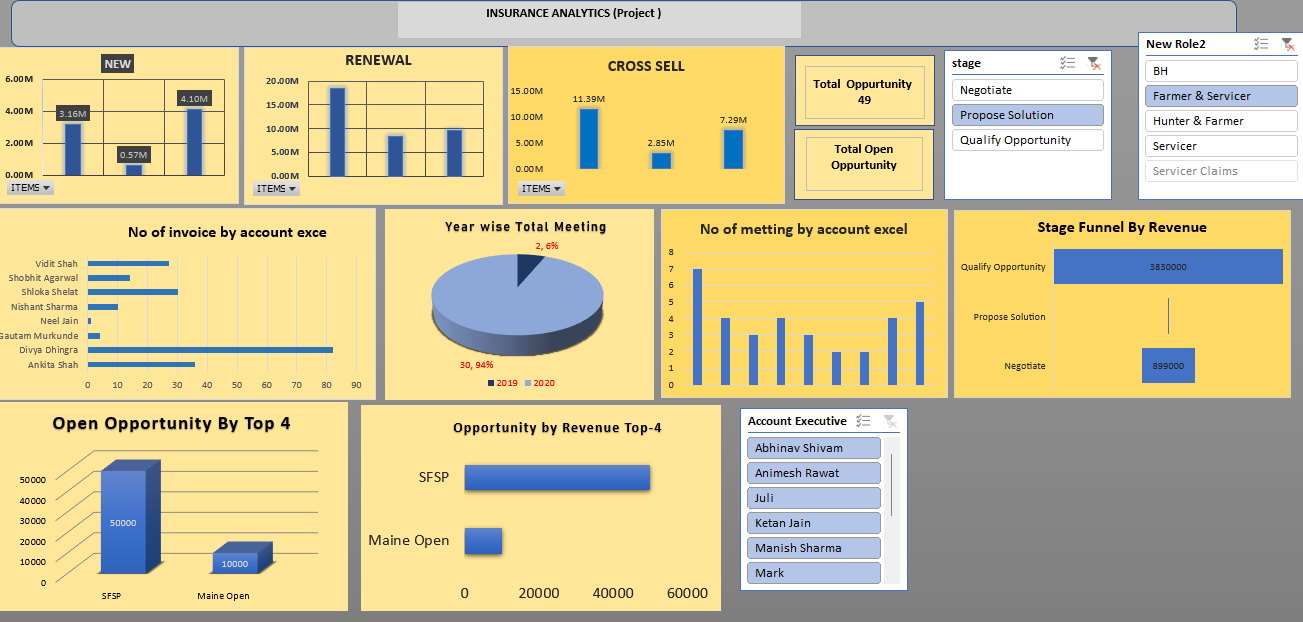 INSURANCE ANALYTICS (Project )
NEW
6.00M
4.00M
2.00M
0.00M
3.16M
0.57M
4.10M
ITEMS
RENEWAL
20.00M
15.00M
10.00M
5.00M
0.00M
ITEMS
CROSS SELL
15.00M
10.00M
5.00M
0.00M
11.39M
2.85M
7.29M
ITEMS
Total Oppurtunity
49
Total Open
Oppurtunity
stage
Negotiate
Propose Solution
Qualify Opportunity
New Role2
BH
Farmer & Servicer
Hunter & Farmer
Servicer
Servicer Claims
No of invoice by account exce
Vidit Shah
Shobhit Agarwal
Shloka Shelat
Nishant Sharma
Neel Jain
Gautam Murkunde
Divya Dhingra
Ankita Shah
0 10 20 30 40 50 60 70 80 90
Year wise Total Meeting
2, 6%
30, 94%
2019 2020
No of metting by account excel
8
7
6
5
4
3
2
1
0
Stage Funnel By Revenue
Qualify Opportunity 3830000
Propose Solution
Negotiate 899000
Open Opportunity By Top 4
50000
40000
30000
20000
10000
0
50000
10000
SFSP Maine Open
Opportunity by Revenue Top-4
SFSP
Maine Open
0 20000 40000 60000
Account Executive
Abhinav Shivam
Animesh Rawat
Juli
Ketan Jain
Manish Sharma
Mark